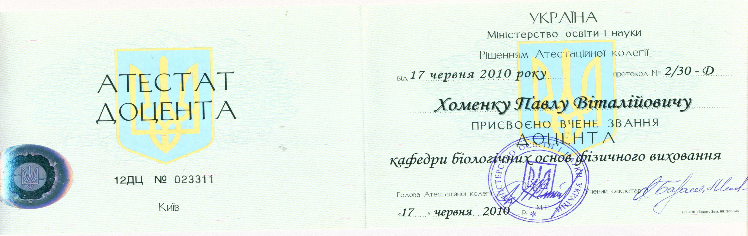 АТЕСТАТ
ДОЦЕНТА
12ДЦ № 023311
Київ
УКРАЇНА
Міністерство освіти і науки
Рішенням Атестаційної колегії
від 17 червня 2010 року протокол № 2/30-Д
Хоменку Павлу Віталійовичу
ПРИСВОЄНО ВЧЕНЕ ЗВАННЯ
ДОЦЕНТА
кафедри біологічних основ фізичного виховання
Голова Атестаційної колегії секретар
«17» червня 2010